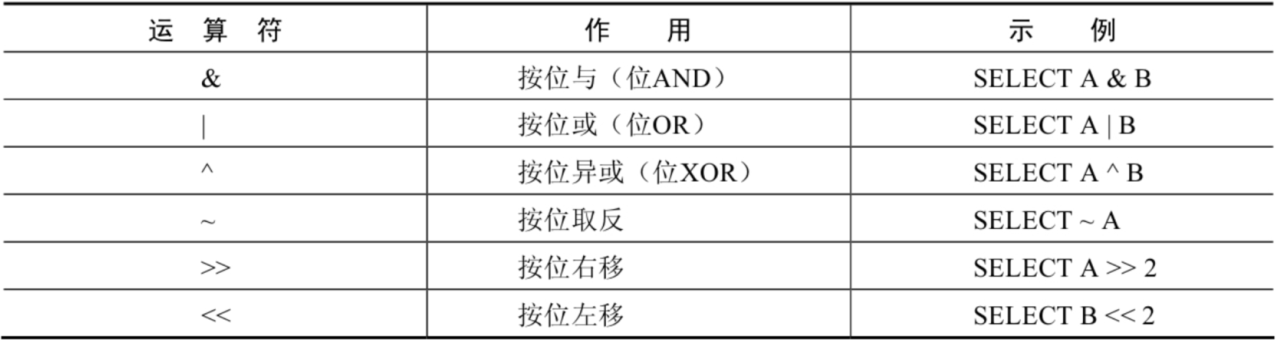 运 算 符 作 用 示 例
& 按位与（位AND） SELECT A & B
| 按位或（位OR） SELECT A | B
^ 按位异或（位XOR） SELECT A ^ B
~ 按位取反 SELECT ~ A
>> 按位右移 SELECT A >> 2
<< 按位左移 SELECT B << 2